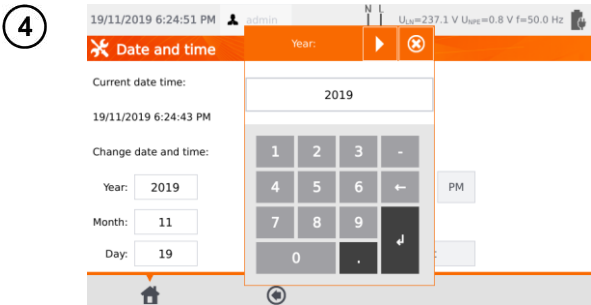 4
19/11/2019 6:24:51 PM admin N L U_LN=237.1 V U_NPE=0.8 V f=50.0 Hz
Date and time
Year:
Current date time:
2019
19/11/2019 6:24:43 PM
Change date and time:
1 2 3 -
Year: 2019
4 5 6 ← PM
Month: 11
7 8 9 ↲
Day: 19
0 .